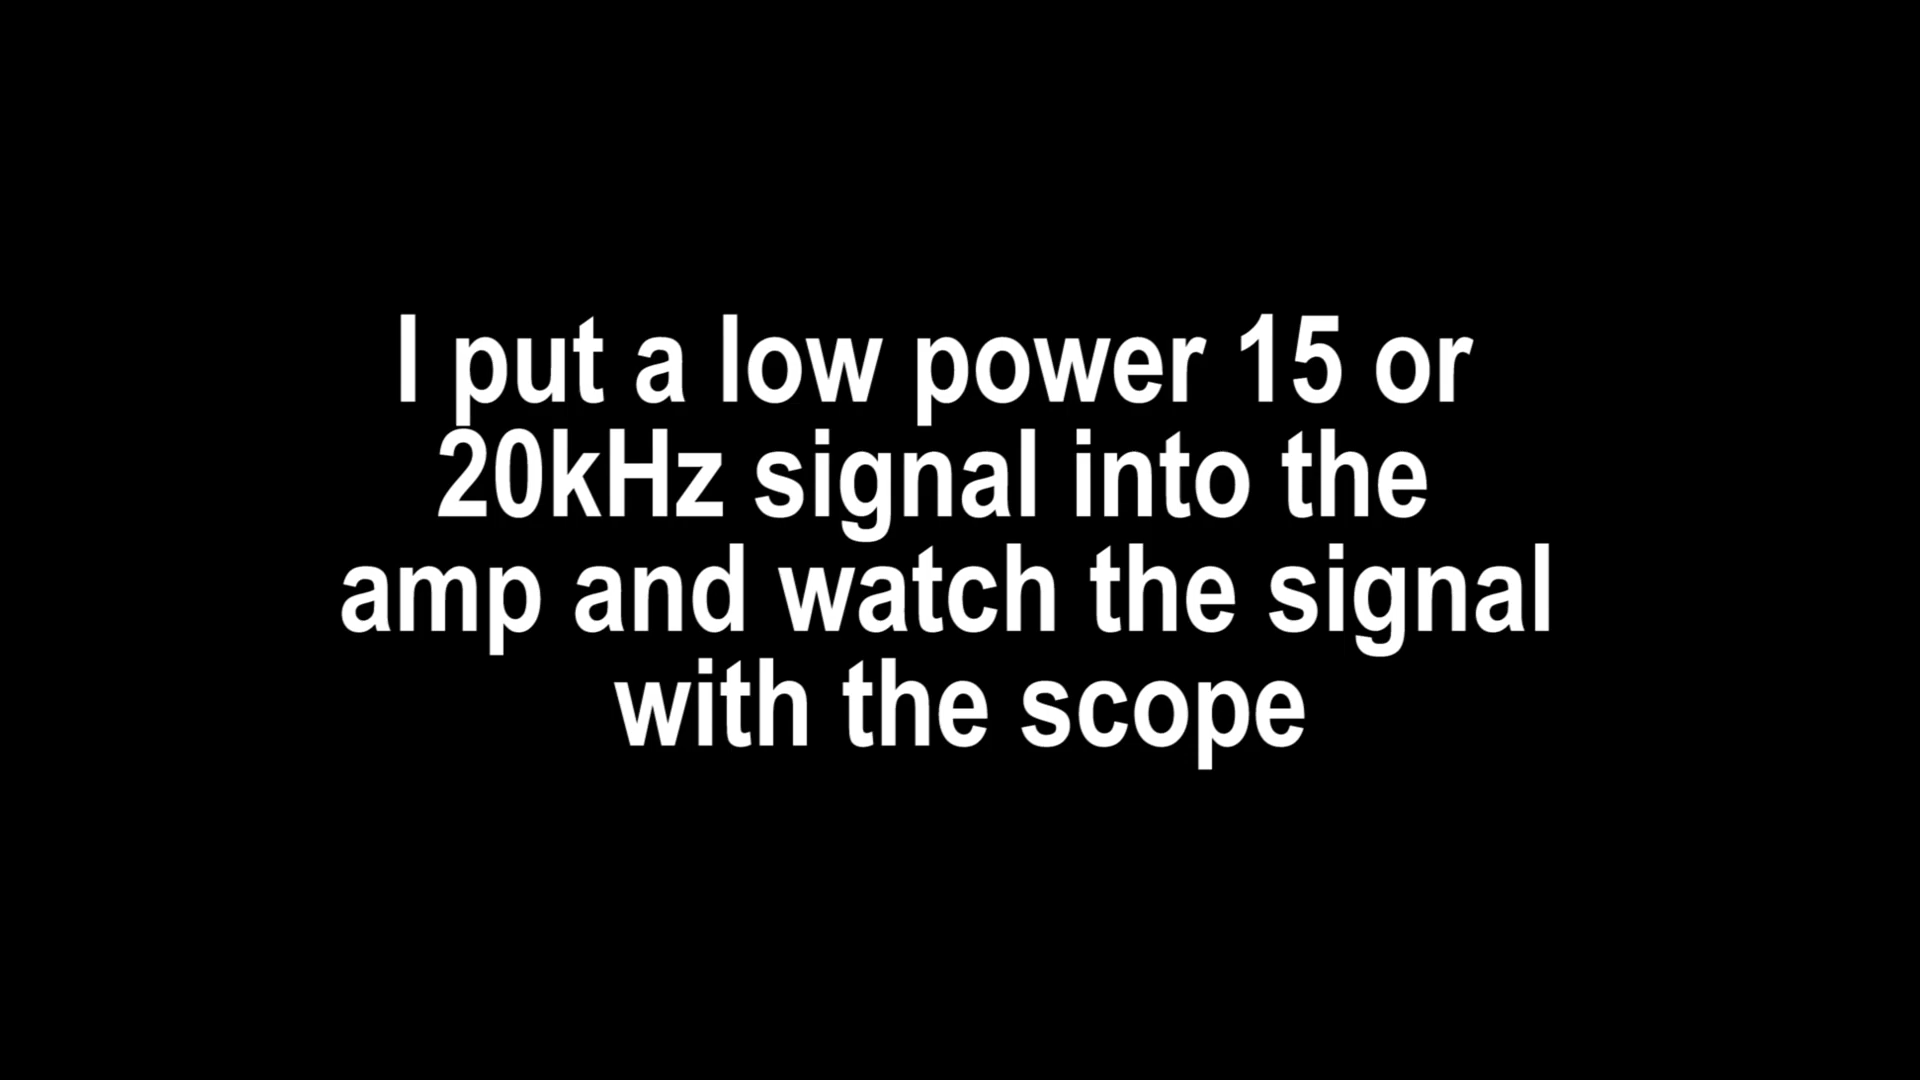 I put a low power 15 or
20kHz signal into the
amp and watch the signal
with the scope